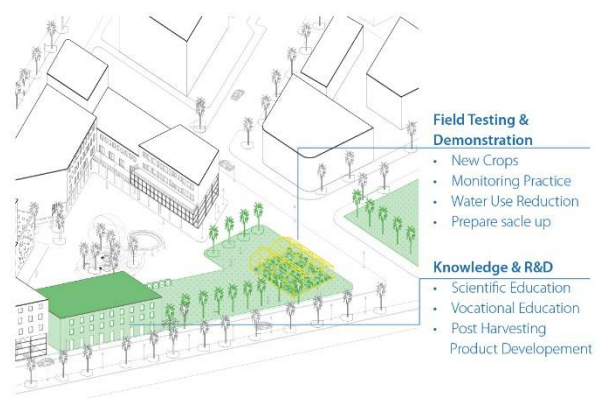 Field Testing &
Demonstration
• New Crops
• Monitoring Practice
• Water Use Reduction
• Prepare sacle up
Knowledge & R&D
• Scientific Education
• Vocational Education
• Post Harvesting
Product Developement